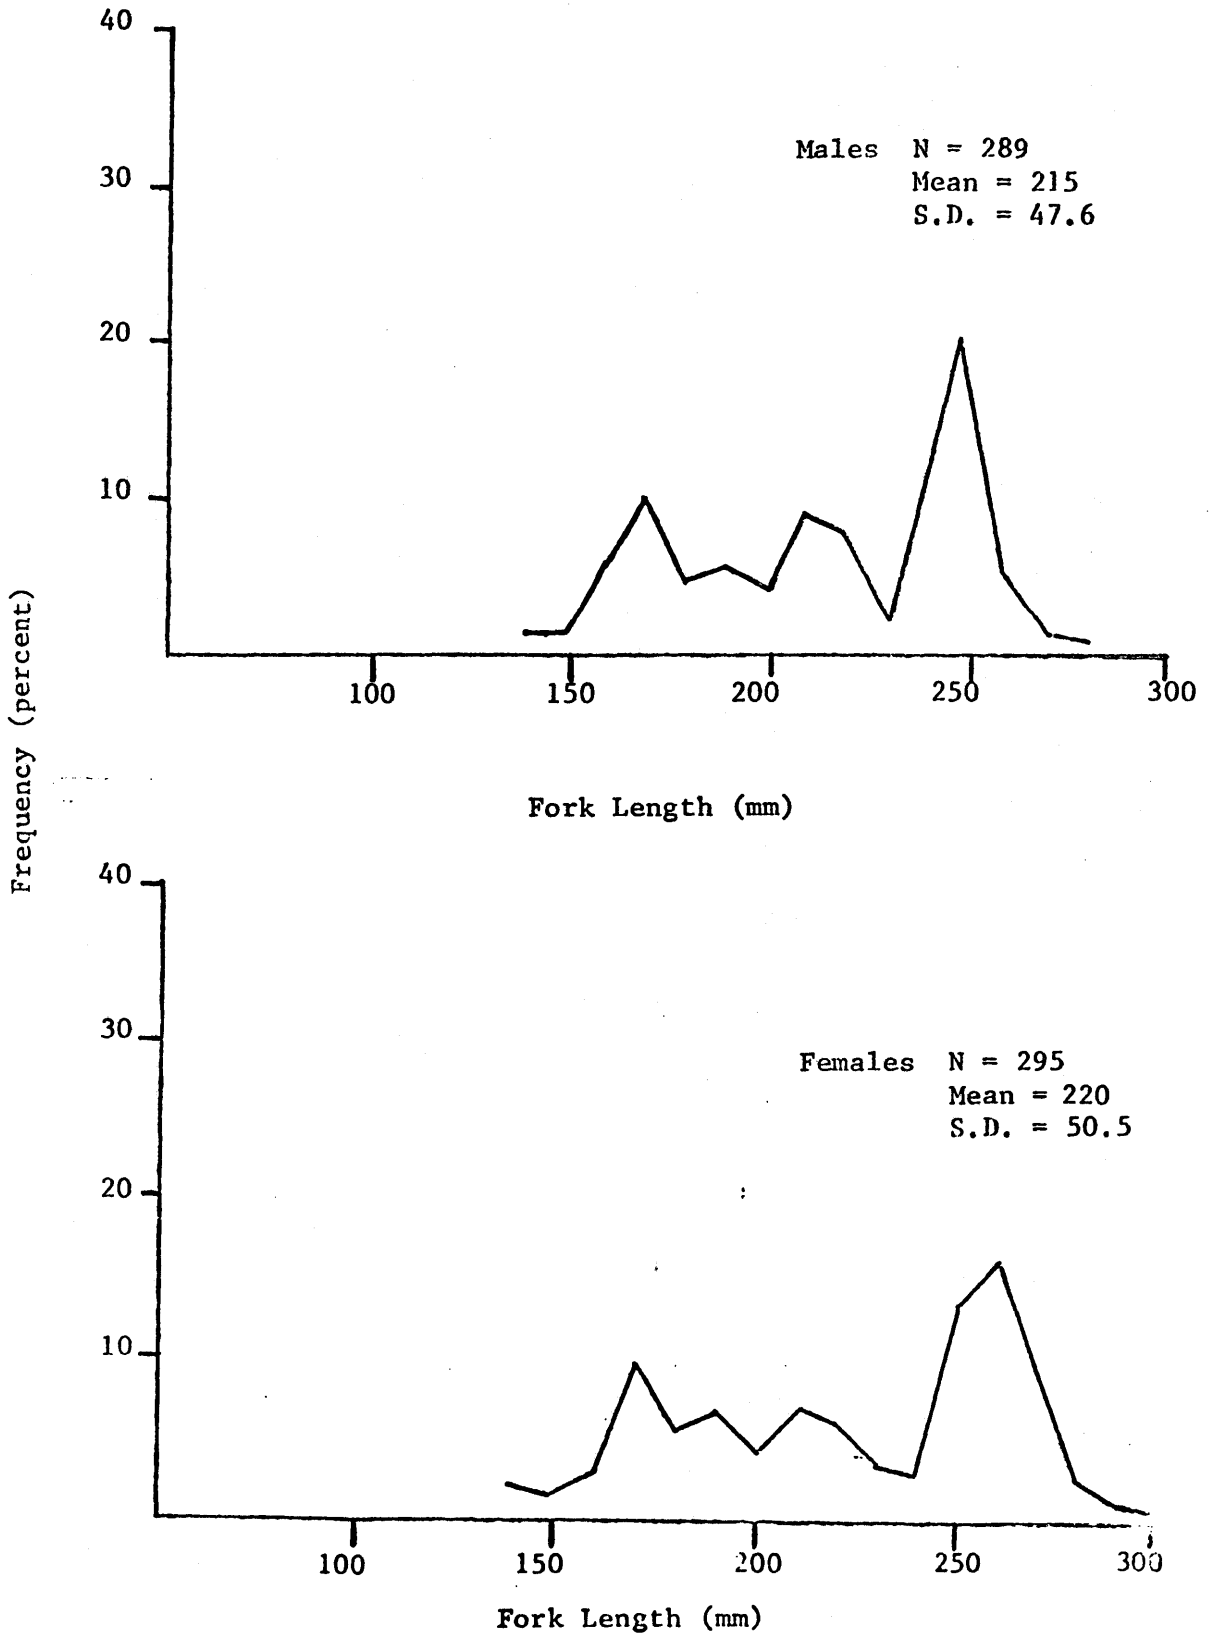 Frequency (percent)
40
30
20
10
Males N = 289
Mean = 215
S.D. = 47.6
100 150 200 250 300
Fork Length (mm)
40
30
20
10
Females N = 295
Mean = 220
S.D. = 50.5
100 150 200 250 300
Fork Length (mm)